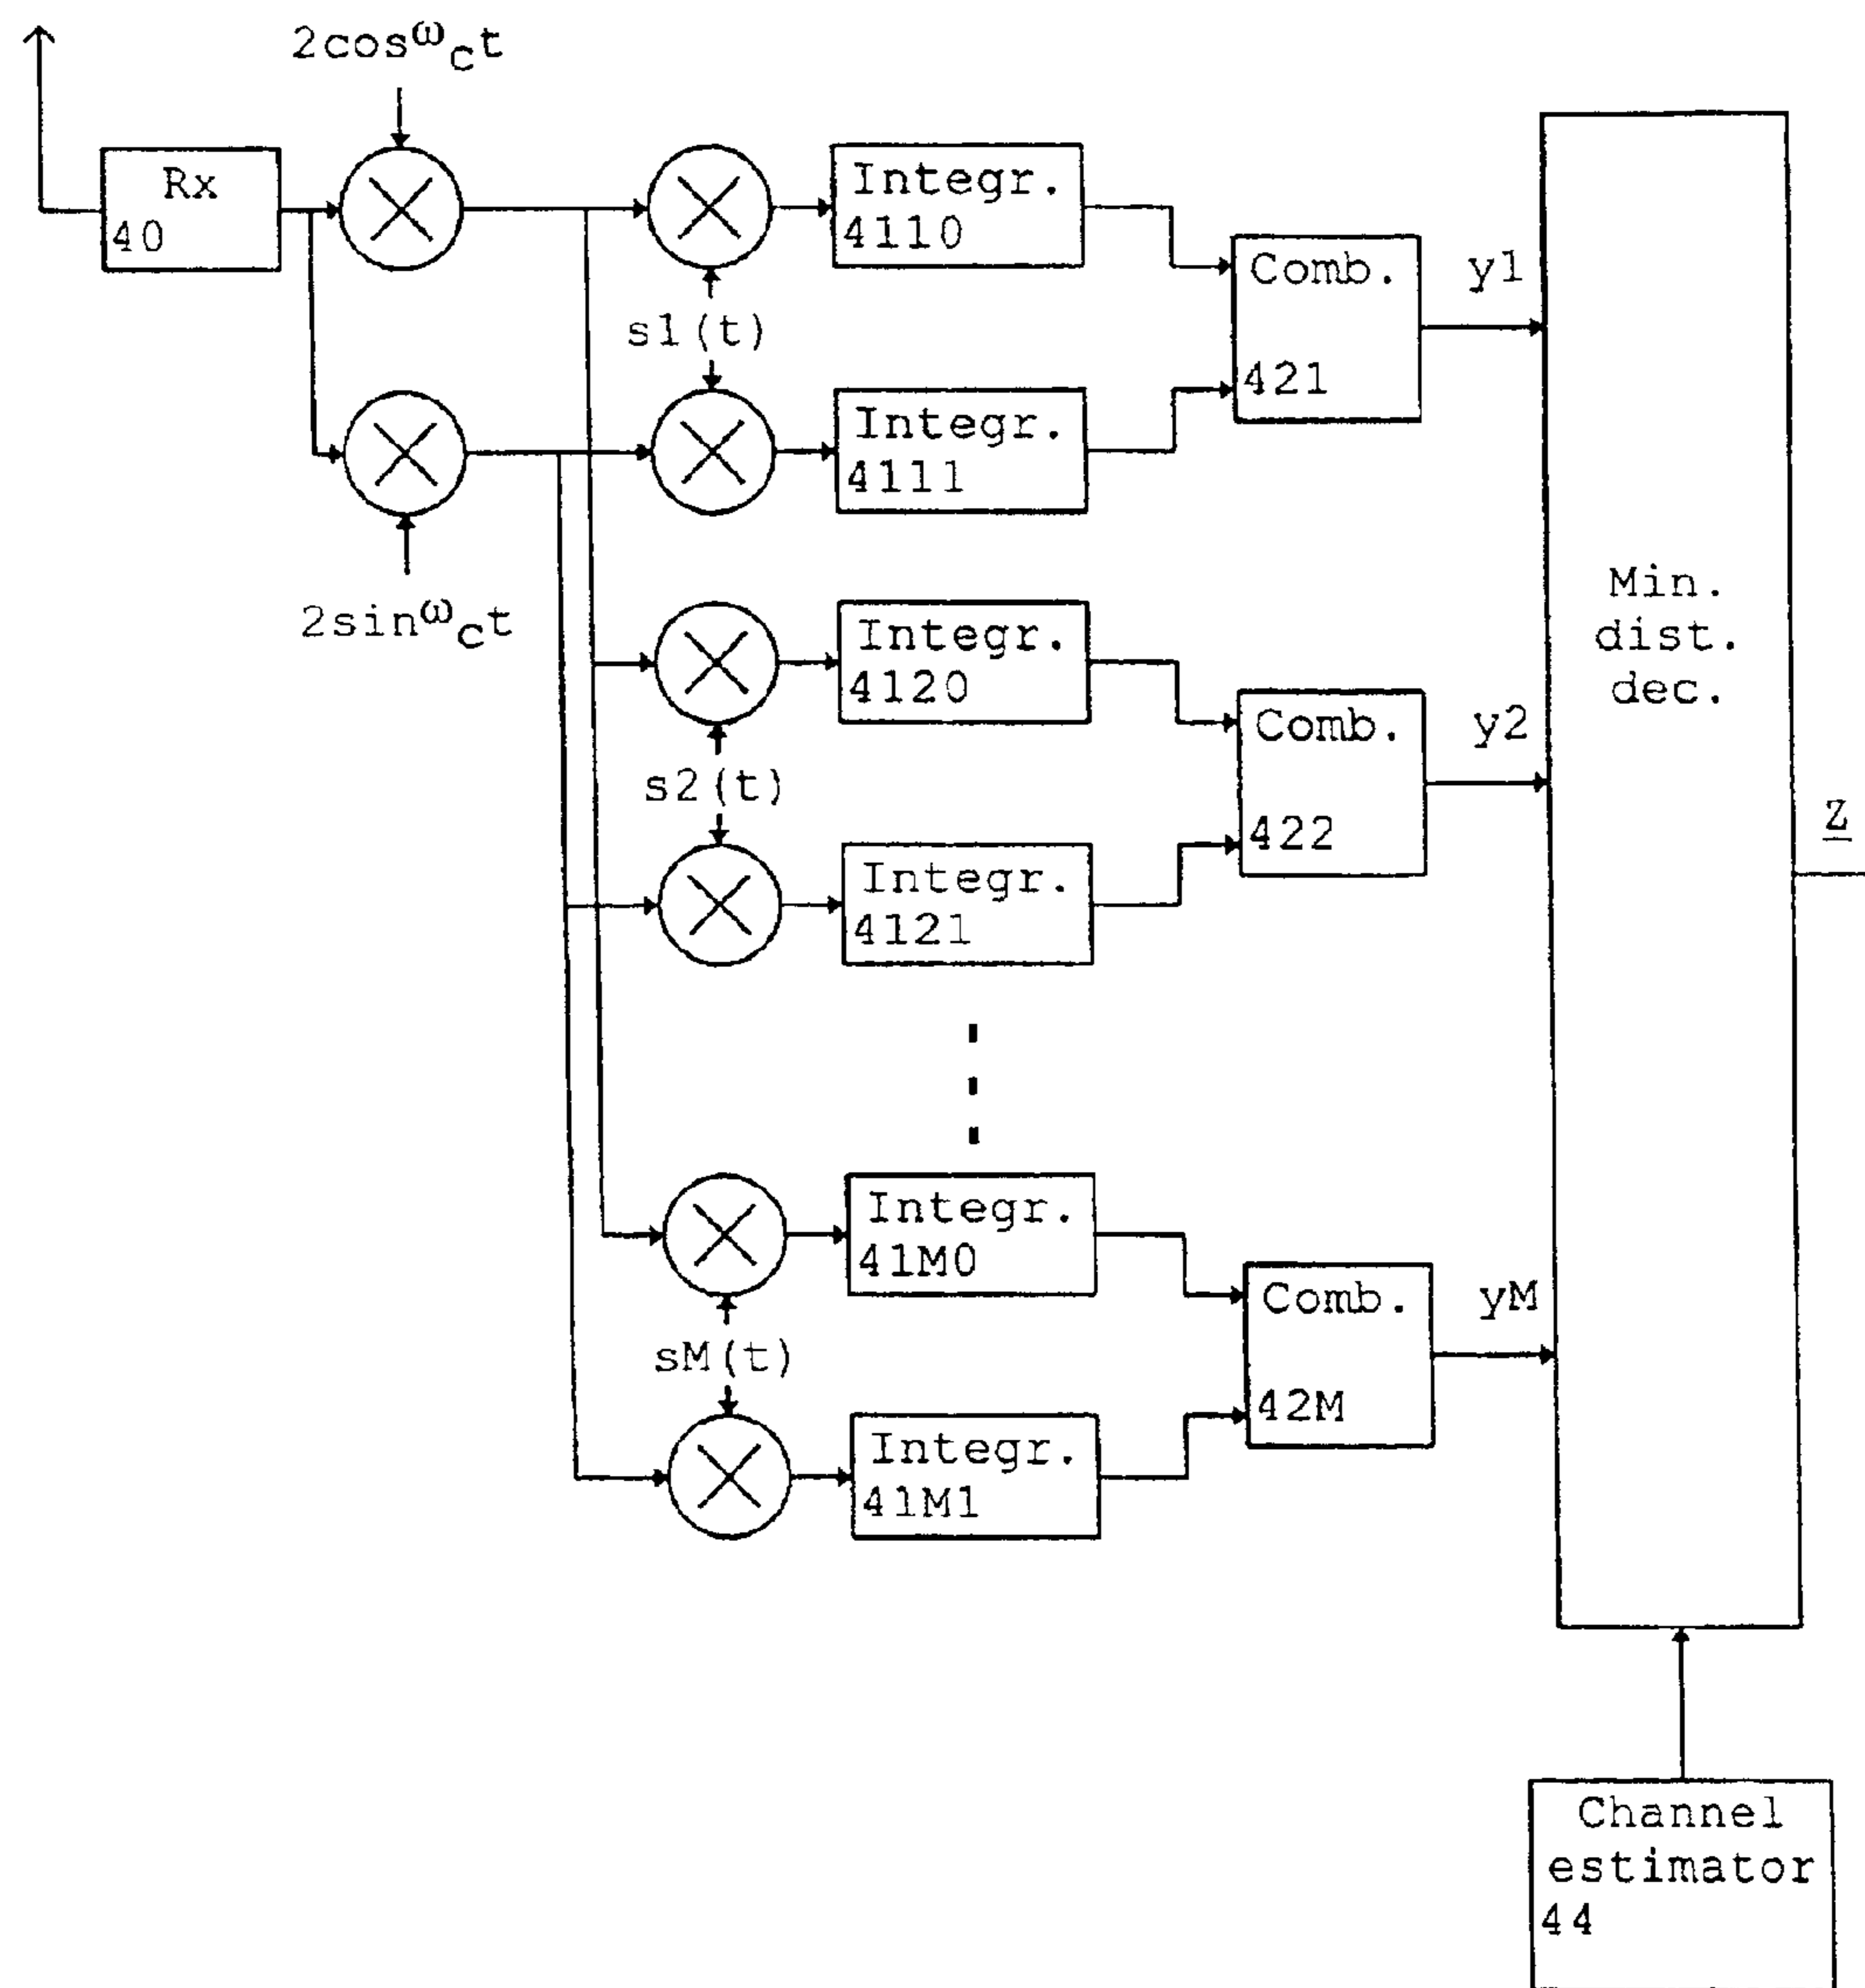 2cosωct
Rx
40
Integr.
4110
Comb.
421
y1
s1(t)
Integr.
4111
2sinωct
Min.
dist.
dec.
Integr.
4120
Comb.
422
y2
s2(t)
Integr.
4121
Z
Integr.
41M0
Comb.
42M
yM
sM(t)
Integr.
41M1
Channel
estimator
44